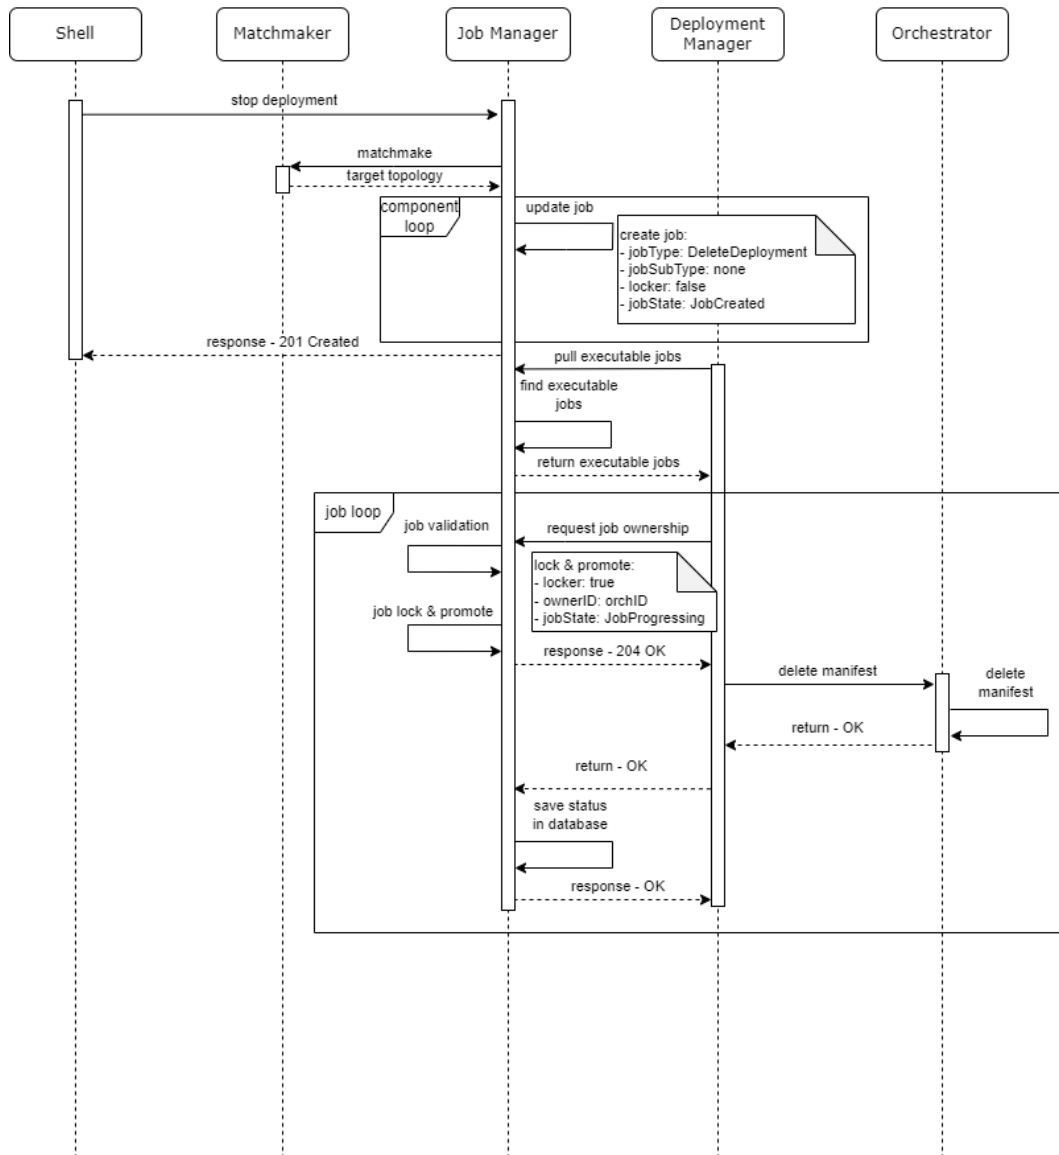 Shell
Matchmaker
Job Manager
Deployment
Manager
Orchestrator
stop deployment
matchmake
target topology
component
loop
update job
create job:
- jobType: DeleteDeployment
- jobSubType: none
- locker: false
- jobState: JobCreated
response - 201 Created
pull executable jobs
find executable
jobs
return executable jobs
job loop
job validation
request job ownership
lock & promote:
- locker: true
- ownerID: orchID
- jobState: JobProgressing
job lock & promote
response - 204 OK
delete manifest
delete
manifest
return - OK
return - OK
save status
in database
response - OK